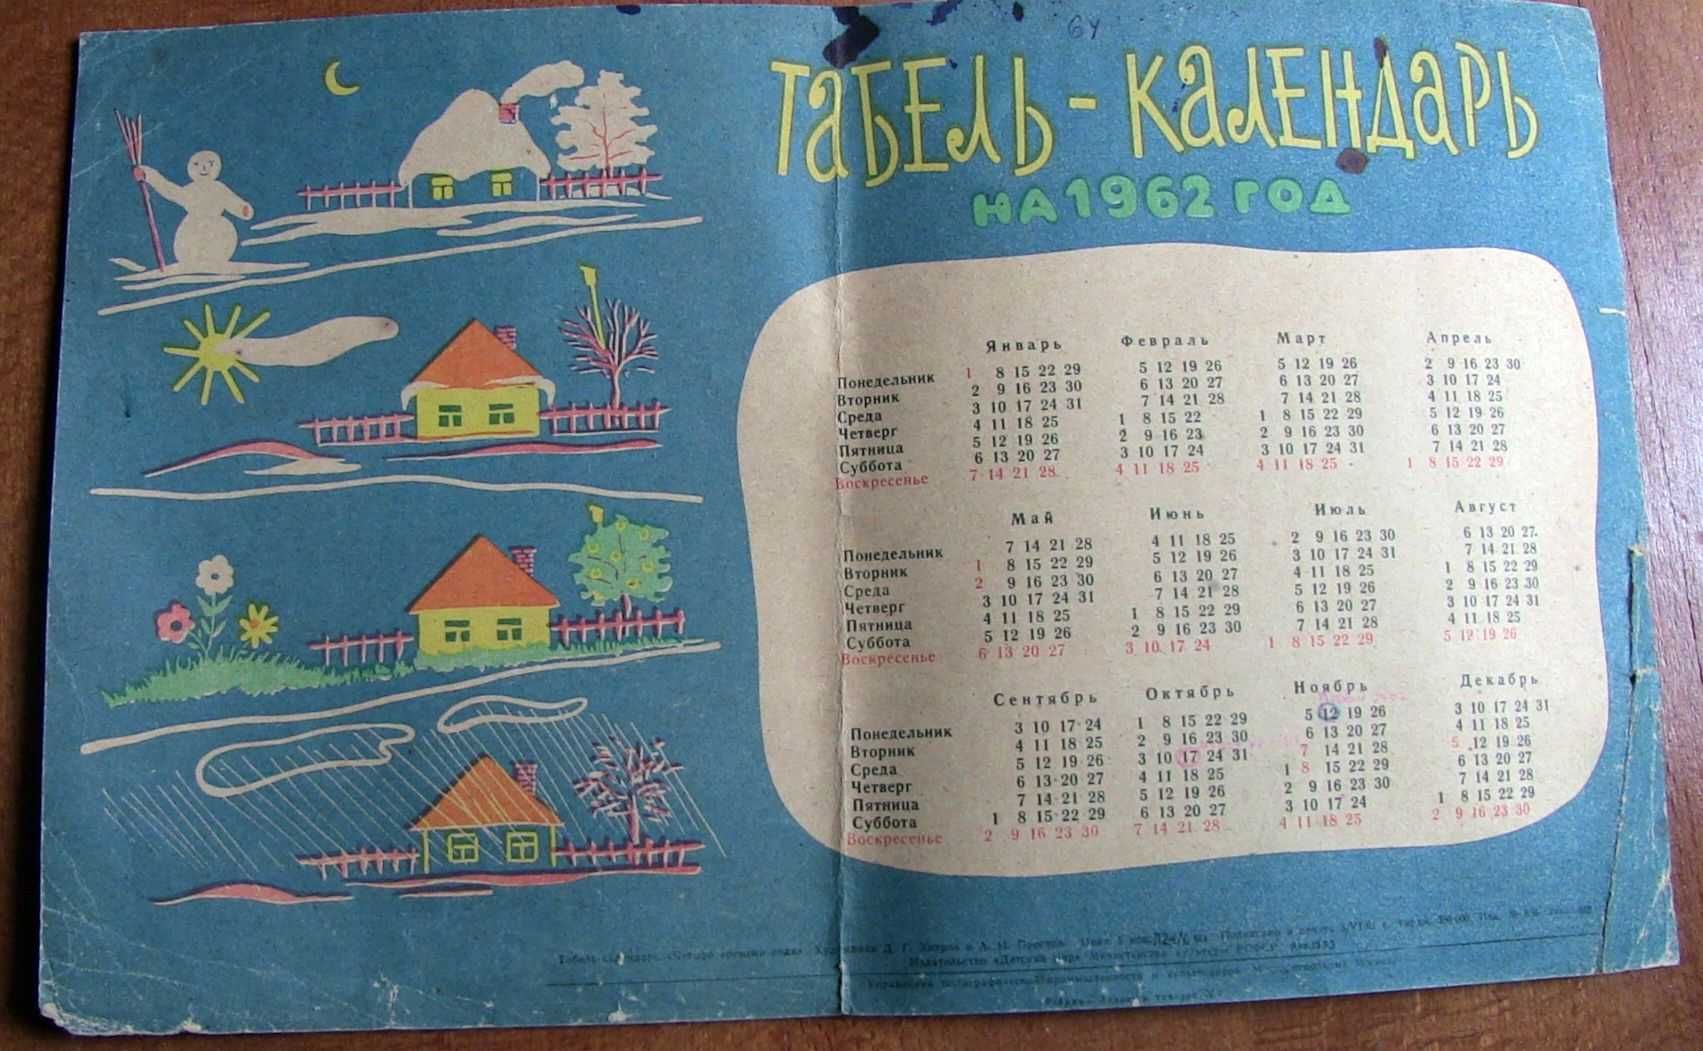 ТАБЕЛЬ-КАЛЕНДАРЬ
НА 1962 ГОД
Январь Февраль Март Апрель
Понедельник 1 8 15 22 29 5 12 19 26 5 12 19 26 2 9 16 23 30
Вторник 2 9 16 23 30 6 13 20 27 6 13 20 27 3 10 17 24
Среда 3 10 17 24 31 7 14 21 28 7 14 21 28 4 11 18 25
Четверг 4 11 18 25 1 8 15 22 1 8 15 22 29 5 12 19 26
Пятница 5 12 19 26 2 9 16 23 2 9 16 23 30 6 13 20 27
Суббота 6 13 20 27 3 10 17 24 3 10 17 24 31 7 14 21 28
Воскресенье 7 14 21 28 4 11 18 25 4 11 18 25 1 8 15 22 29
Май Июнь Июль Август
Понедельник 7 14 21 28 4 11 18 25 2 9 16 23 30 6 13 20 27
Вторник 1 8 15 22 29 5 12 19 26 3 10 17 24 31 7 14 21 28
Среда 2 9 16 23 30 6 13 20 27 4 11 18 25 1 8 15 22 29
Четверг 3 10 17 24 31 7 14 21 28 5 12 19 26 2 9 16 23 30
Пятница 4 11 18 25 1 8 15 22 29 6 13 20 27 3 10 17 24 31
Суббота 5 12 19 26 2 9 16 23 30 7 14 21 28 4 11 18 25
Воскресенье 6 13 20 27 3 10 17 24 1 8 15 22 29 5 12 19 26
Сентябрь Октябрь Ноябрь Декабрь
Понедельник 3 10 17 24 1 8 15 22 29 5 12 19 26 3 10 17 24 31
Вторник 4 11 18 25 2 9 16 23 30 6 13 20 27 4 11 18 25
Среда 5 12 19 26 3 10 17 24 31 7 14 21 28 5 12 19 26
Четверг 6 13 20 27 4 11 18 25 1 8 15 22 29 6 13 20 27
Пятница 7 14 21 28 5 12 19 26 2 9 16 23 30 7 14 21 28
Суббота 1 8 15 22 29 6 13 20 27 3 10 17 24 1 8 15 22 29
Воскресенье 2 9 16 23 30 7 14 21 28 4 11 18 25 2 9 16 23 30
Табель-календарь «Четыре времени года» Художники Д. Г.
Издательство «Детский мир» Министерства культуры РСФСР
Управление полиграфической промышленности